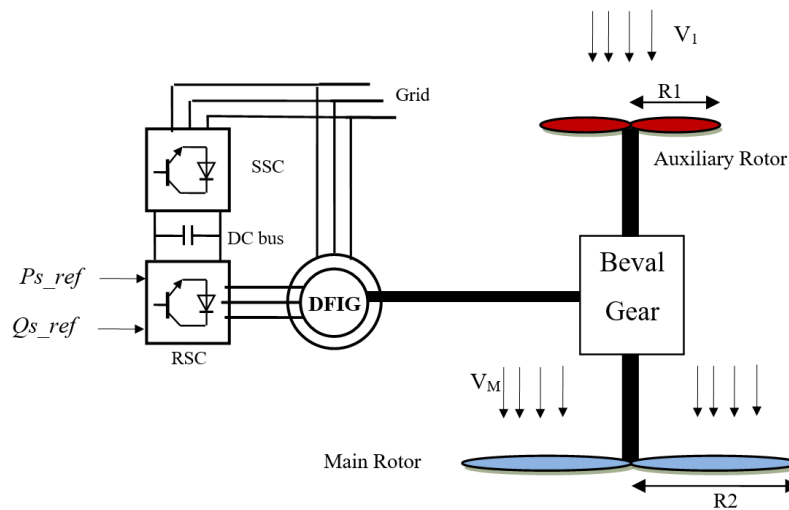 V1
Grid
R1
SSC
Auxiliary Rotor
DC bus
Beval
Gear
Ps_ref
DFIG
Qs_ref
RSC
VM
Main Rotor
R2